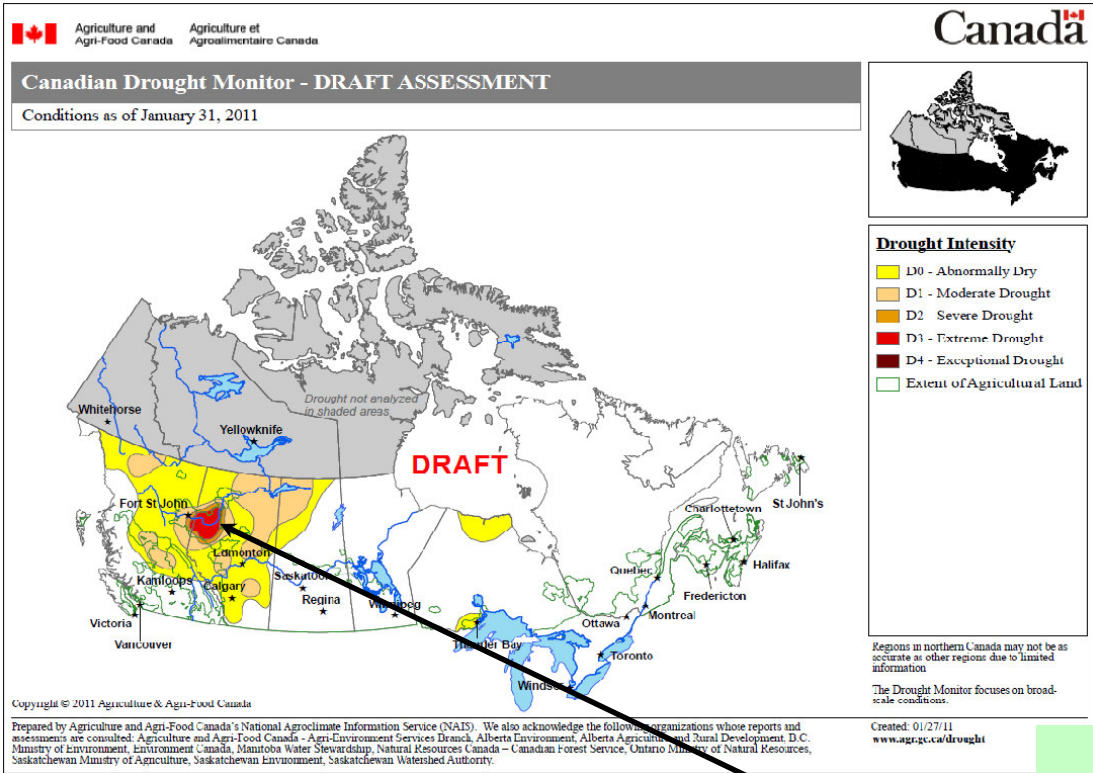 Agriculture and
Agri-Food Canada
Agriculture et
Agroalimentaire Canada
Canada
Canadian Drought Monitor - DRAFT ASSESSMENT
Conditions as of January 31, 2011
Drought Intensity
D0 - Abnormally Dry
D1 - Moderate Drought
D2 - Severe Drought
D3 - Extreme Drought
D4 - Exceptional Drought
Extent of Agricultural Land
Drought not analyzed
in shaded areas
Whitehorse
Yellowknife
DRAFT
Fort St John
St John's
Charlottetown
Edmonton
Halifax
Kamloops
Calgary
Saskatoon
Quebec
Fredericton
Regina
Winnipeg
Montreal
Ottawa
Victoria
Vancouver
Thunder Bay
Toronto
Windsor
Regions in northern Canada may not be as
accurate as other regions due to limited
information
The Drought Monitor focuses on broad-
scale conditions.
Copyright © 2011 Agriculture & Agri-Food Canada
Prepared by Agriculture and Agri-Food Canada's National Agroclimate Information Service (NAIS). We also acknowledge the following organizations whose reports and
assessments are consulted: Agriculture and Agri-Food Canada - Agri-Environment Services Branch, Alberta Environment, Alberta Agriculture and Rural Development, B.C.
Ministry of Environment, Environment Canada, Manitoba Water Stewardship, Natural Resources Canada – Canadian Forest Service, Ontario Ministry of Natural Resources,
Saskatchewan Ministry of Agriculture, Saskatchewan Environment, Saskatchewan Watershed Authority.
Created: 01/27/11
www.agr.gc.ca/drought